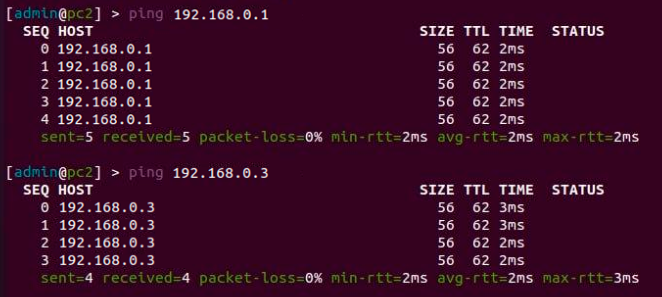 [admin@pc2] > ping 192.168.0.1
SEQ HOST SIZE TTL TIME STATUS
0 192.168.0.1 56 62 2ms
1 192.168.0.1 56 62 2ms
2 192.168.0.1 56 62 2ms
3 192.168.0.1 56 62 2ms
4 192.168.0.1 56 62 2ms
sent=5 received=5 packet-loss=0% min-rtt=2ms avg-rtt=2ms max-rtt=2ms
[admin@pc2] > ping 192.168.0.3
SEQ HOST SIZE TTL TIME STATUS
0 192.168.0.3 56 62 3ms
1 192.168.0.3 56 62 3ms
2 192.168.0.3 56 62 2ms
3 192.168.0.3 56 62 2ms
sent=4 received=4 packet-loss=0% min-rtt=2ms avg-rtt=2ms max-rtt=3ms